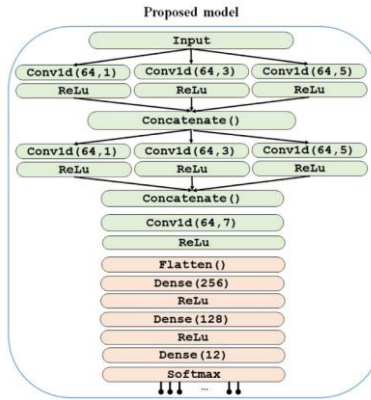 Proposed model
Input
Conv1d(64,1) Conv1d(64,3) Conv1d(64,5)
ReLu ReLu ReLu
Concatenate()
Conv1d(64,1) Conv1d(64,3) Conv1d(64,5)
ReLu ReLu ReLu
Concatenate()
Conv1d(64,7)
ReLu
Flatten()
Dense(256)
ReLu
Dense(128)
ReLu
Dense(12)
Softmax
...